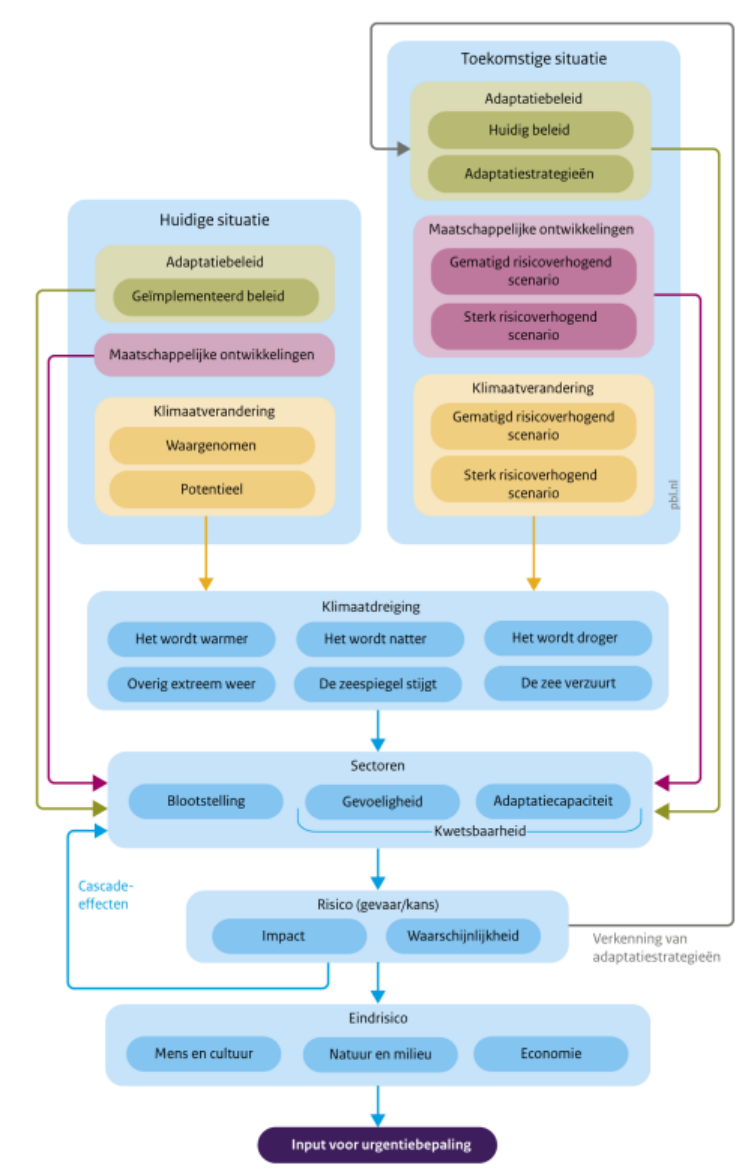 Toekomstige situatie
Adaptatiebeleid
Huidig beleid
Adaptatiestrategieën
Maatschappelijke ontwikkelingen
Gematigd risicoverhogend
scenario
Sterk risicoverhogend
scenario
Klimaatverandering
Gematigd risicoverhogend
scenario
Sterk risicoverhogend
scenario
pbl.nl
Huidige situatie
Adaptatiebeleid
Geïmplementeerd beleid
Maatschappelijke ontwikkelingen
Klimaatverandering
Waargenomen
Potentieel
Klimaatdreiging
Het wordt warmer
Het wordt natter
Het wordt droger
Overig extreem weer
De zeespiegel stijgt
De zee verzuurt
Sectoren
Blootstelling
Gevoeligheid
Adaptatiecapaciteit
Kwetsbaarheid
Cascade-
effecten
Risico (gevaar/kans)
Impact
Waarschijnlijkheid
Verkenning van
adaptatiestrategieën
Eindrisico
Mens en cultuur
Natuur en milieu
Economie
Input voor urgentiebepaling